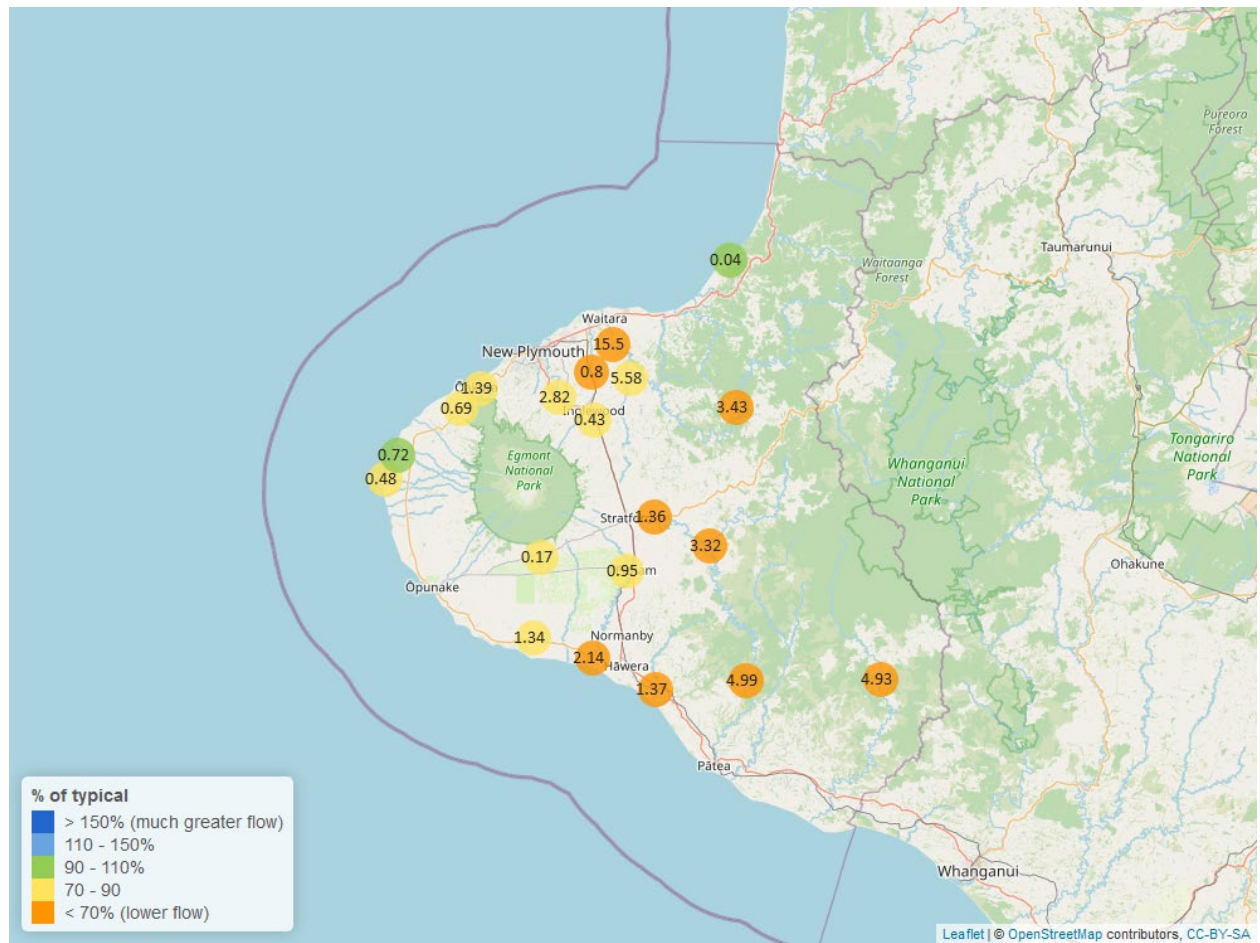 Pureora
Forest
Taumarunui
0.04
Waitaanga
Forest
Waitara
15.5
New Plymouth
0.8
5.58
1.39
2.82
3.43
0.69
0.43
Tongariro
National
Park
0.72
Egmont
National
Park
Whanganui
National
Park
0.48
1.36
3.32
0.17
0.95
Ohakune
Ōpunake
1.34
Normanby
2.14
Hāwera
1.37
4.99
4.93
Pātea
% of typical
> 150% (much greater flow)
110 - 150%
90 - 110%
70 - 90
< 70% (lower flow)
Whanganui
Leaflet | © OpenStreetMap contributors, CC-BY-SA